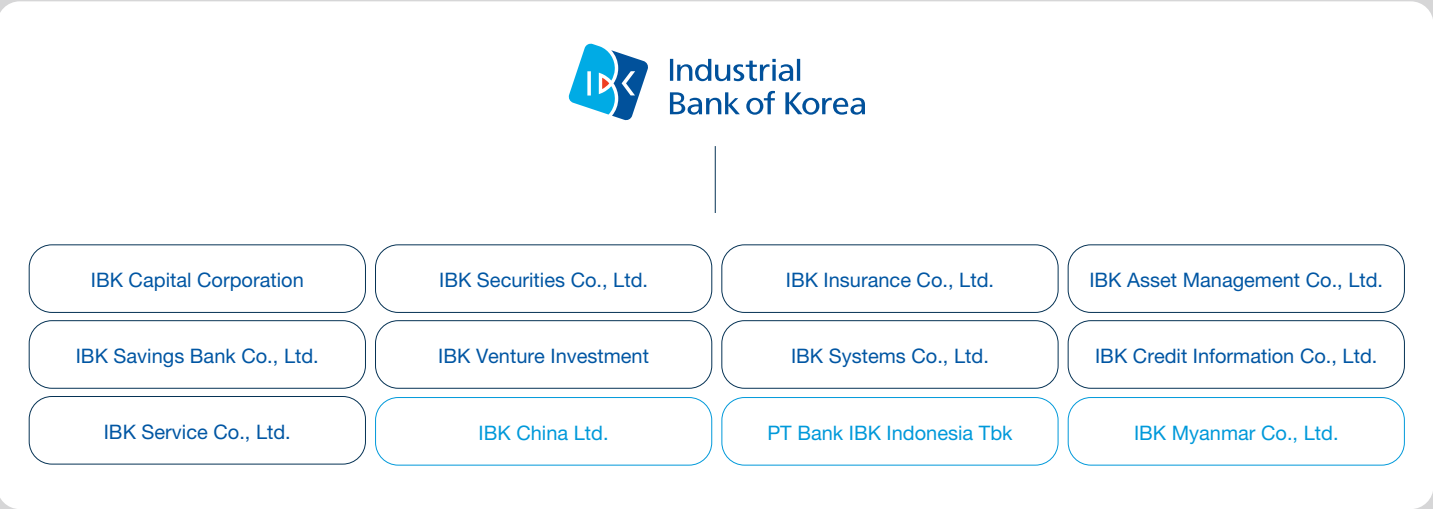 IBK
Industrial
Bank of Korea
IBK Capital Corporation
IBK Securities Co., Ltd.
IBK Insurance Co., Ltd.
IBK Asset Management Co., Ltd.
IBK Savings Bank Co., Ltd.
IBK Venture Investment
IBK Systems Co., Ltd.
IBK Credit Information Co., Ltd.
IBK Service Co., Ltd.
IBK China Ltd.
PT Bank IBK Indonesia Tbk
IBK Myanmar Co., Ltd.